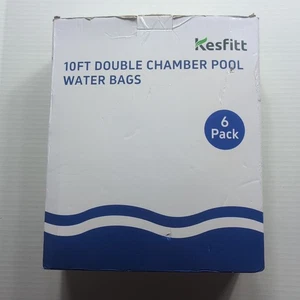 Kesfitt
10FT DOUBLE CHAMBER POOL
WATER BAGS
6
Pack